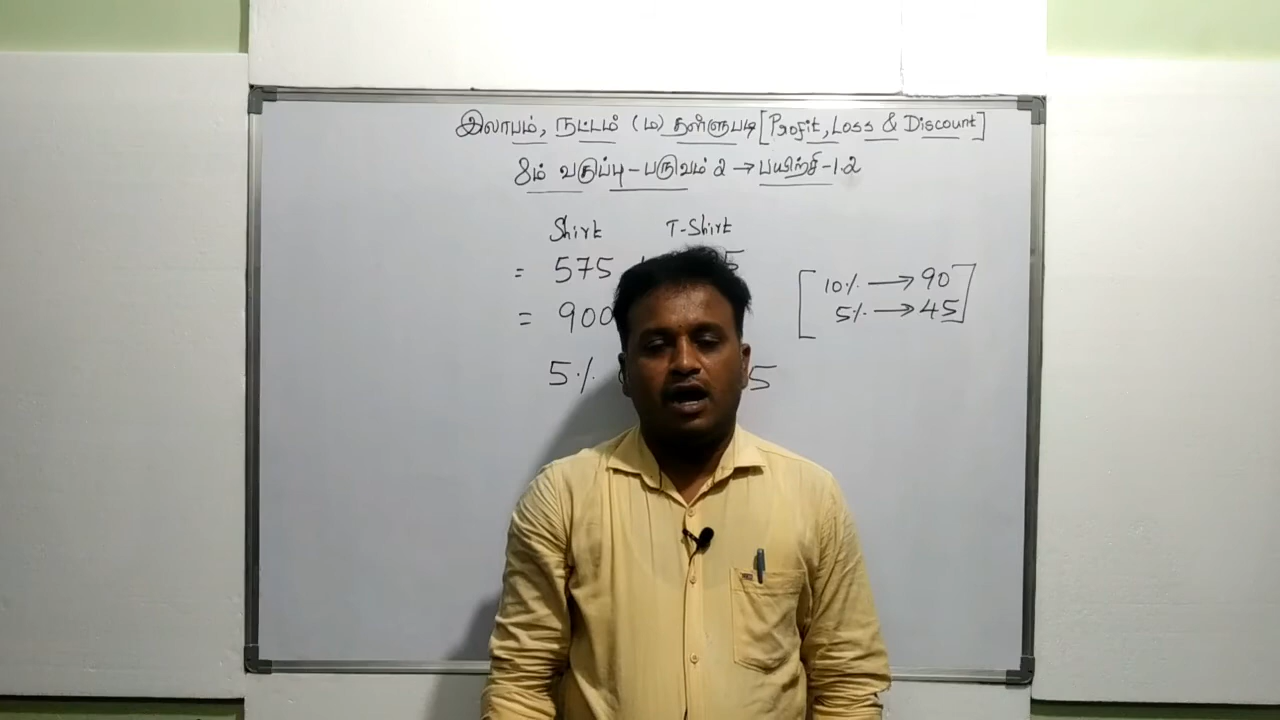 இலாபம், நட்டம் (ம) தள்ளுபடி [Profit, Loss & Discount]
8ம் வகுப்பு - பருவம் 2 → பயிற்சி - 1.2
Shirt T-Shirt
= 575
= 900
5%
[10% → 90
5% → 45]